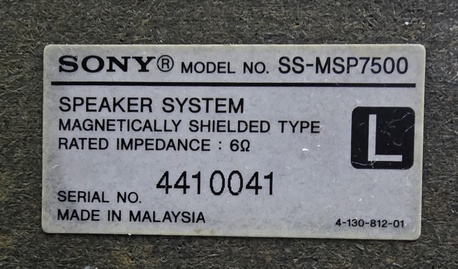 SONY® MODEL NO. SS-MSP7500
SPEAKER SYSTEM
MAGNETICALLY SHIELDED TYPE
RATED IMPEDANCE : 6Ω
L
SERIAL NO. 4410041
MADE IN MALAYSIA
4-130-812-01